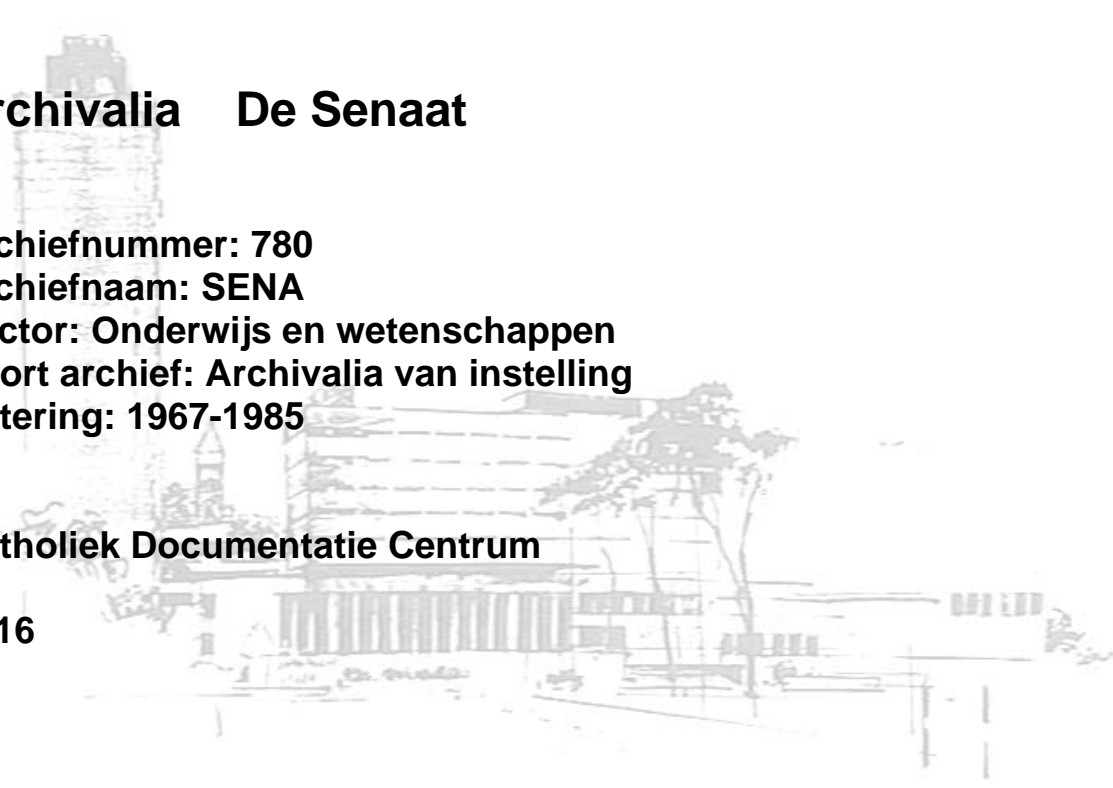 rchivalia De Senaat
chiefnummer: 780
chiefnaam: SENA
ctor: Onderwijs en wetenschappen
ort archief: Archivalia van instelling
tering: 1967-1985
tholiek Documentatie Centrum
16